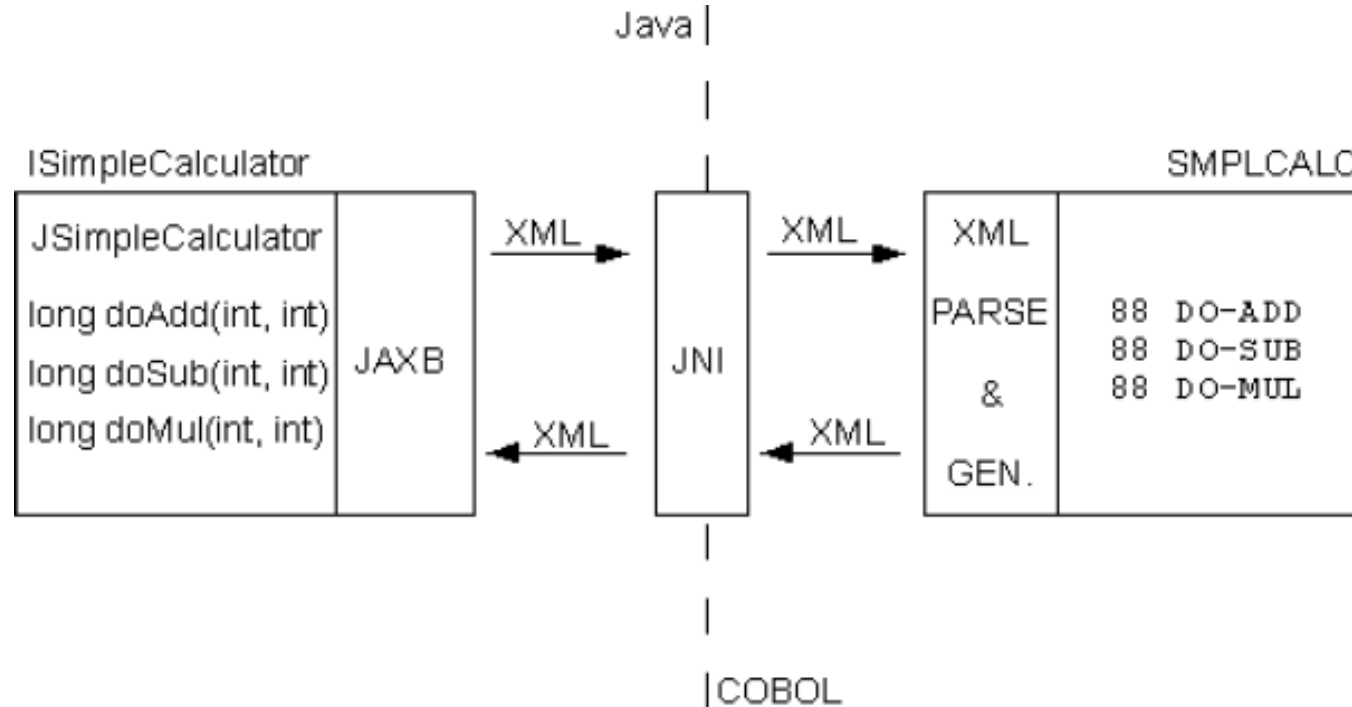 Java
ISimpleCalculator
SMPLCALC
JSimpleCalculator
long doAdd(int, int)
long doSub(int, int)
long doMul(int, int)
JAXB
XML
XML
JNI
XML
XML
XML
PARSE
&
GEN.
88 DO-ADD
88 DO-SUB
88 DO-MUL
COBOL